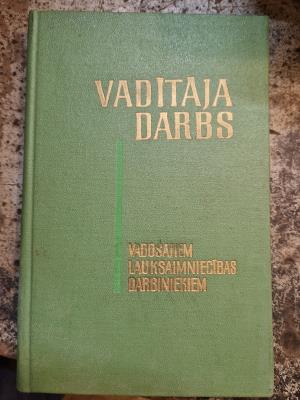 VADĪTĀJA
DARBS
VADOŠAJIEM
LAUKSAIMNIECĪBAS
DARBINIEKIEM